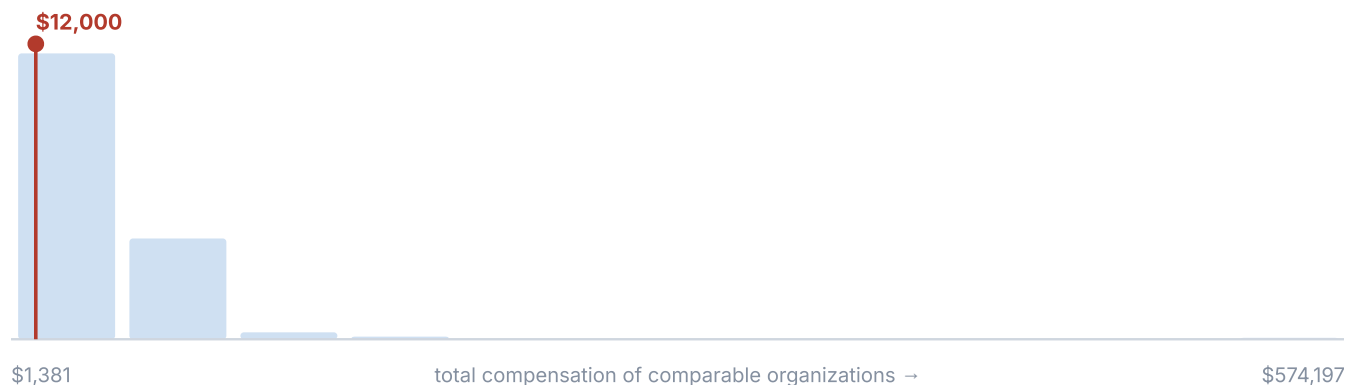 $12,000
$1,381 total compensation of comparable organizations → $574,197